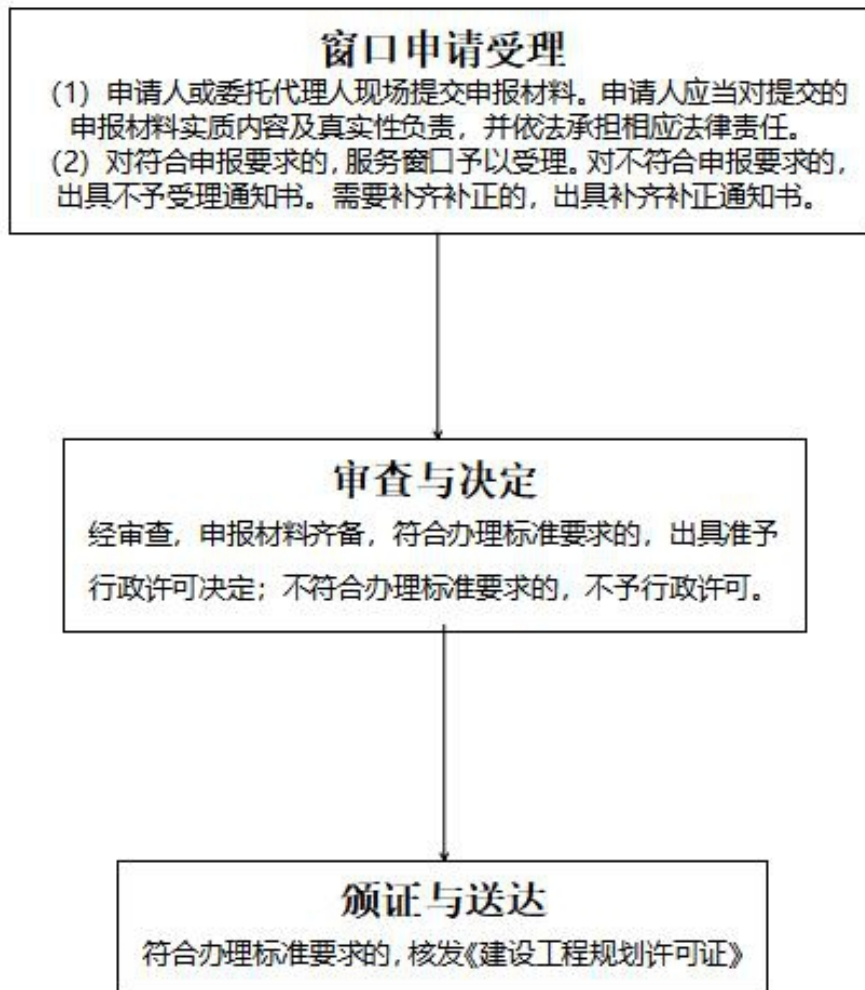 窗口申请受理
(1) 申请人或委托代理人现场提交申报材料。申请人应当对提交的
申报材料实质内容及真实性负责，并依法承担相应法律责任。
(2) 对符合申报要求的，服务窗口予以受理。对不符合申报要求的，
出具不予受理通知书。需要补齐补正的，出具补齐补正通知书。
审查与决定
经审查，申报材料齐备，符合办理标准要求的，出具准予
行政许可决定；不符合办理标准要求的，不予行政许可。
颁证与送达
符合办理标准要求的，核发《建设工程规划许可证》